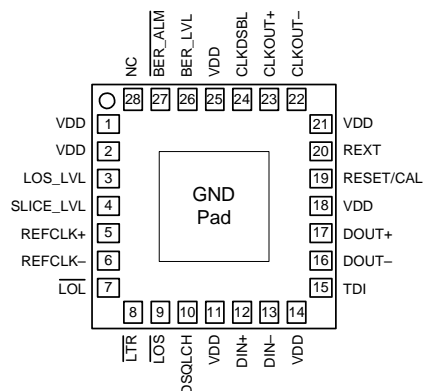 NC
BER_ALM
BER_LVL
VDD
CLKDSBL
CLKOUT+
CLKOUT–
28 27 26 25 24 23 22
VDD 1
VDD 2
LOS_LVL 3
SLICE_LVL 4
REFCLK+ 5
REFCLK– 6
LOL 7
GND
Pad
21 VDD
20 REXT
19 RESET/CAL
18 VDD
17 DOUT+
16 DOUT–
15 TDI
8 9 10 11 12 13 14
LTR
LOS
DSQLCH
VDD
DIN+
DIN–
VDD